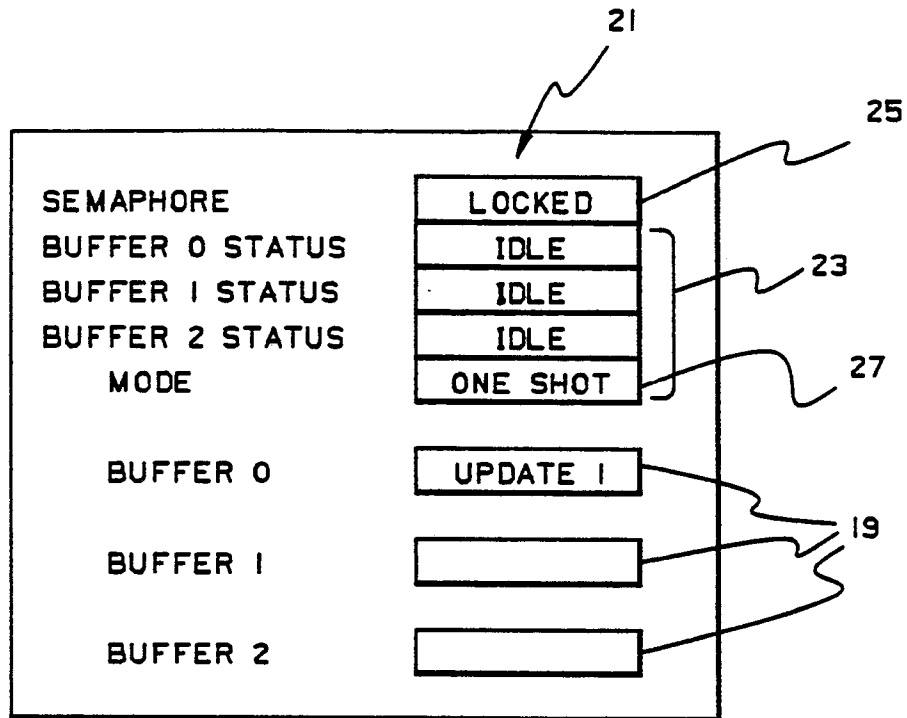 21
25
SEMAPHORE LOCKED
BUFFER 0 STATUS IDLE
BUFFER 1 STATUS IDLE
23
BUFFER 2 STATUS IDLE
MODE ONE SHOT
27
BUFFER 0 UPDATE 1
19
BUFFER 1
BUFFER 2